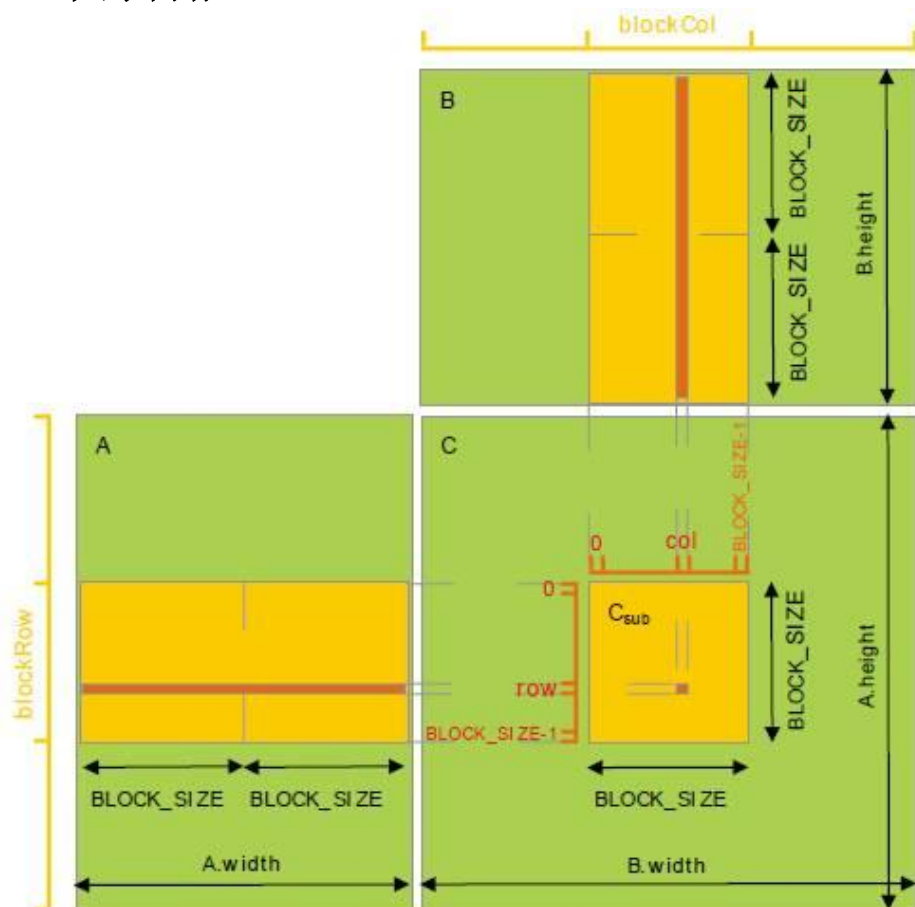 blockCol
B
BLOCK_SIZE
BLOCK_SIZE
B.height
A
C
BLOCK_SIZE-1
0
col
0
C sub
row
BLOCK_SIZE-1
BLOCK_SIZE
A.height
blockRow
BLOCK_SIZE
BLOCK_SIZE
BLOCK_SIZE
A.width
B.width